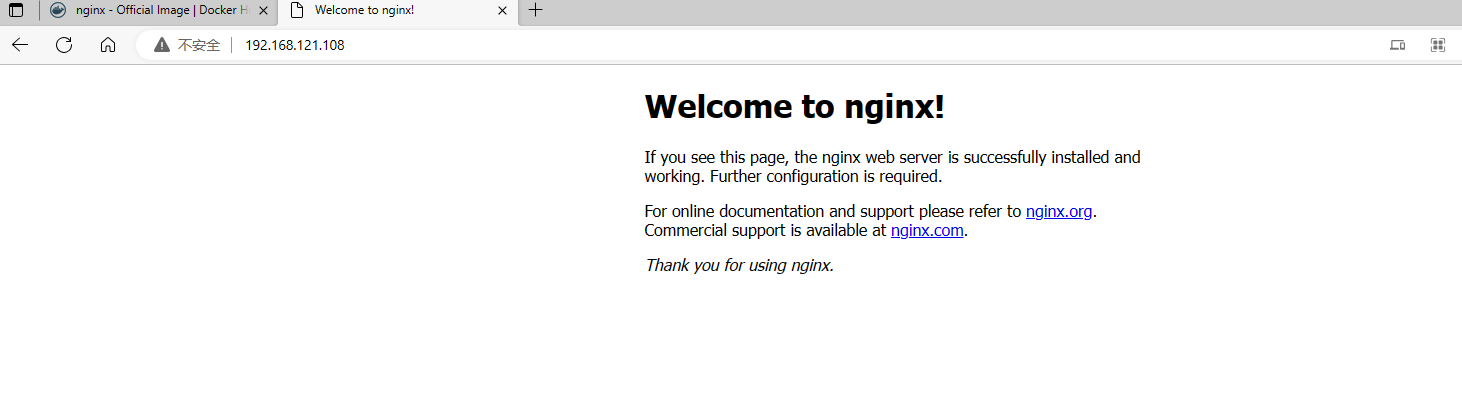 nginx - Official Image | Docker H
Welcome to nginx!
不安全
192.168.121.108
Welcome to nginx!
If you see this page, the nginx web server is successfully installed and
working. Further configuration is required.
For online documentation and support please refer to nginx.org.
Commercial support is available at nginx.com.
Thank you for using nginx.